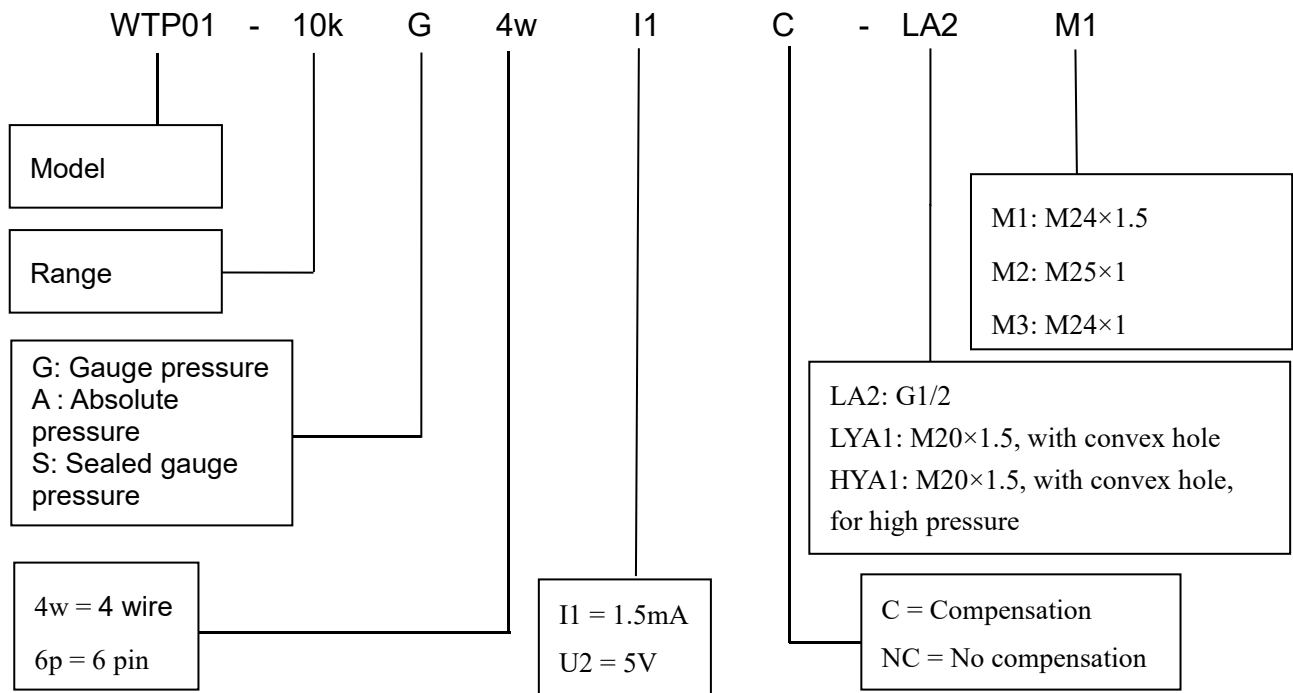 WTP01 - 10k G 4w I1 C - LA2 M1
Model
Range
G: Gauge pressure
A : Absolute
pressure
S: Sealed gauge
pressure
4w = 4 wire
6p = 6 pin
I1 = 1.5mA
U2 = 5V
M1: M24×1.5
M2: M25×1
M3: M24×1
LA2: G1/2
LYA1: M20×1.5, with convex hole
HYA1: M20×1.5, with convex hole,
for high pressure
C = Compensation
NC = No compensation